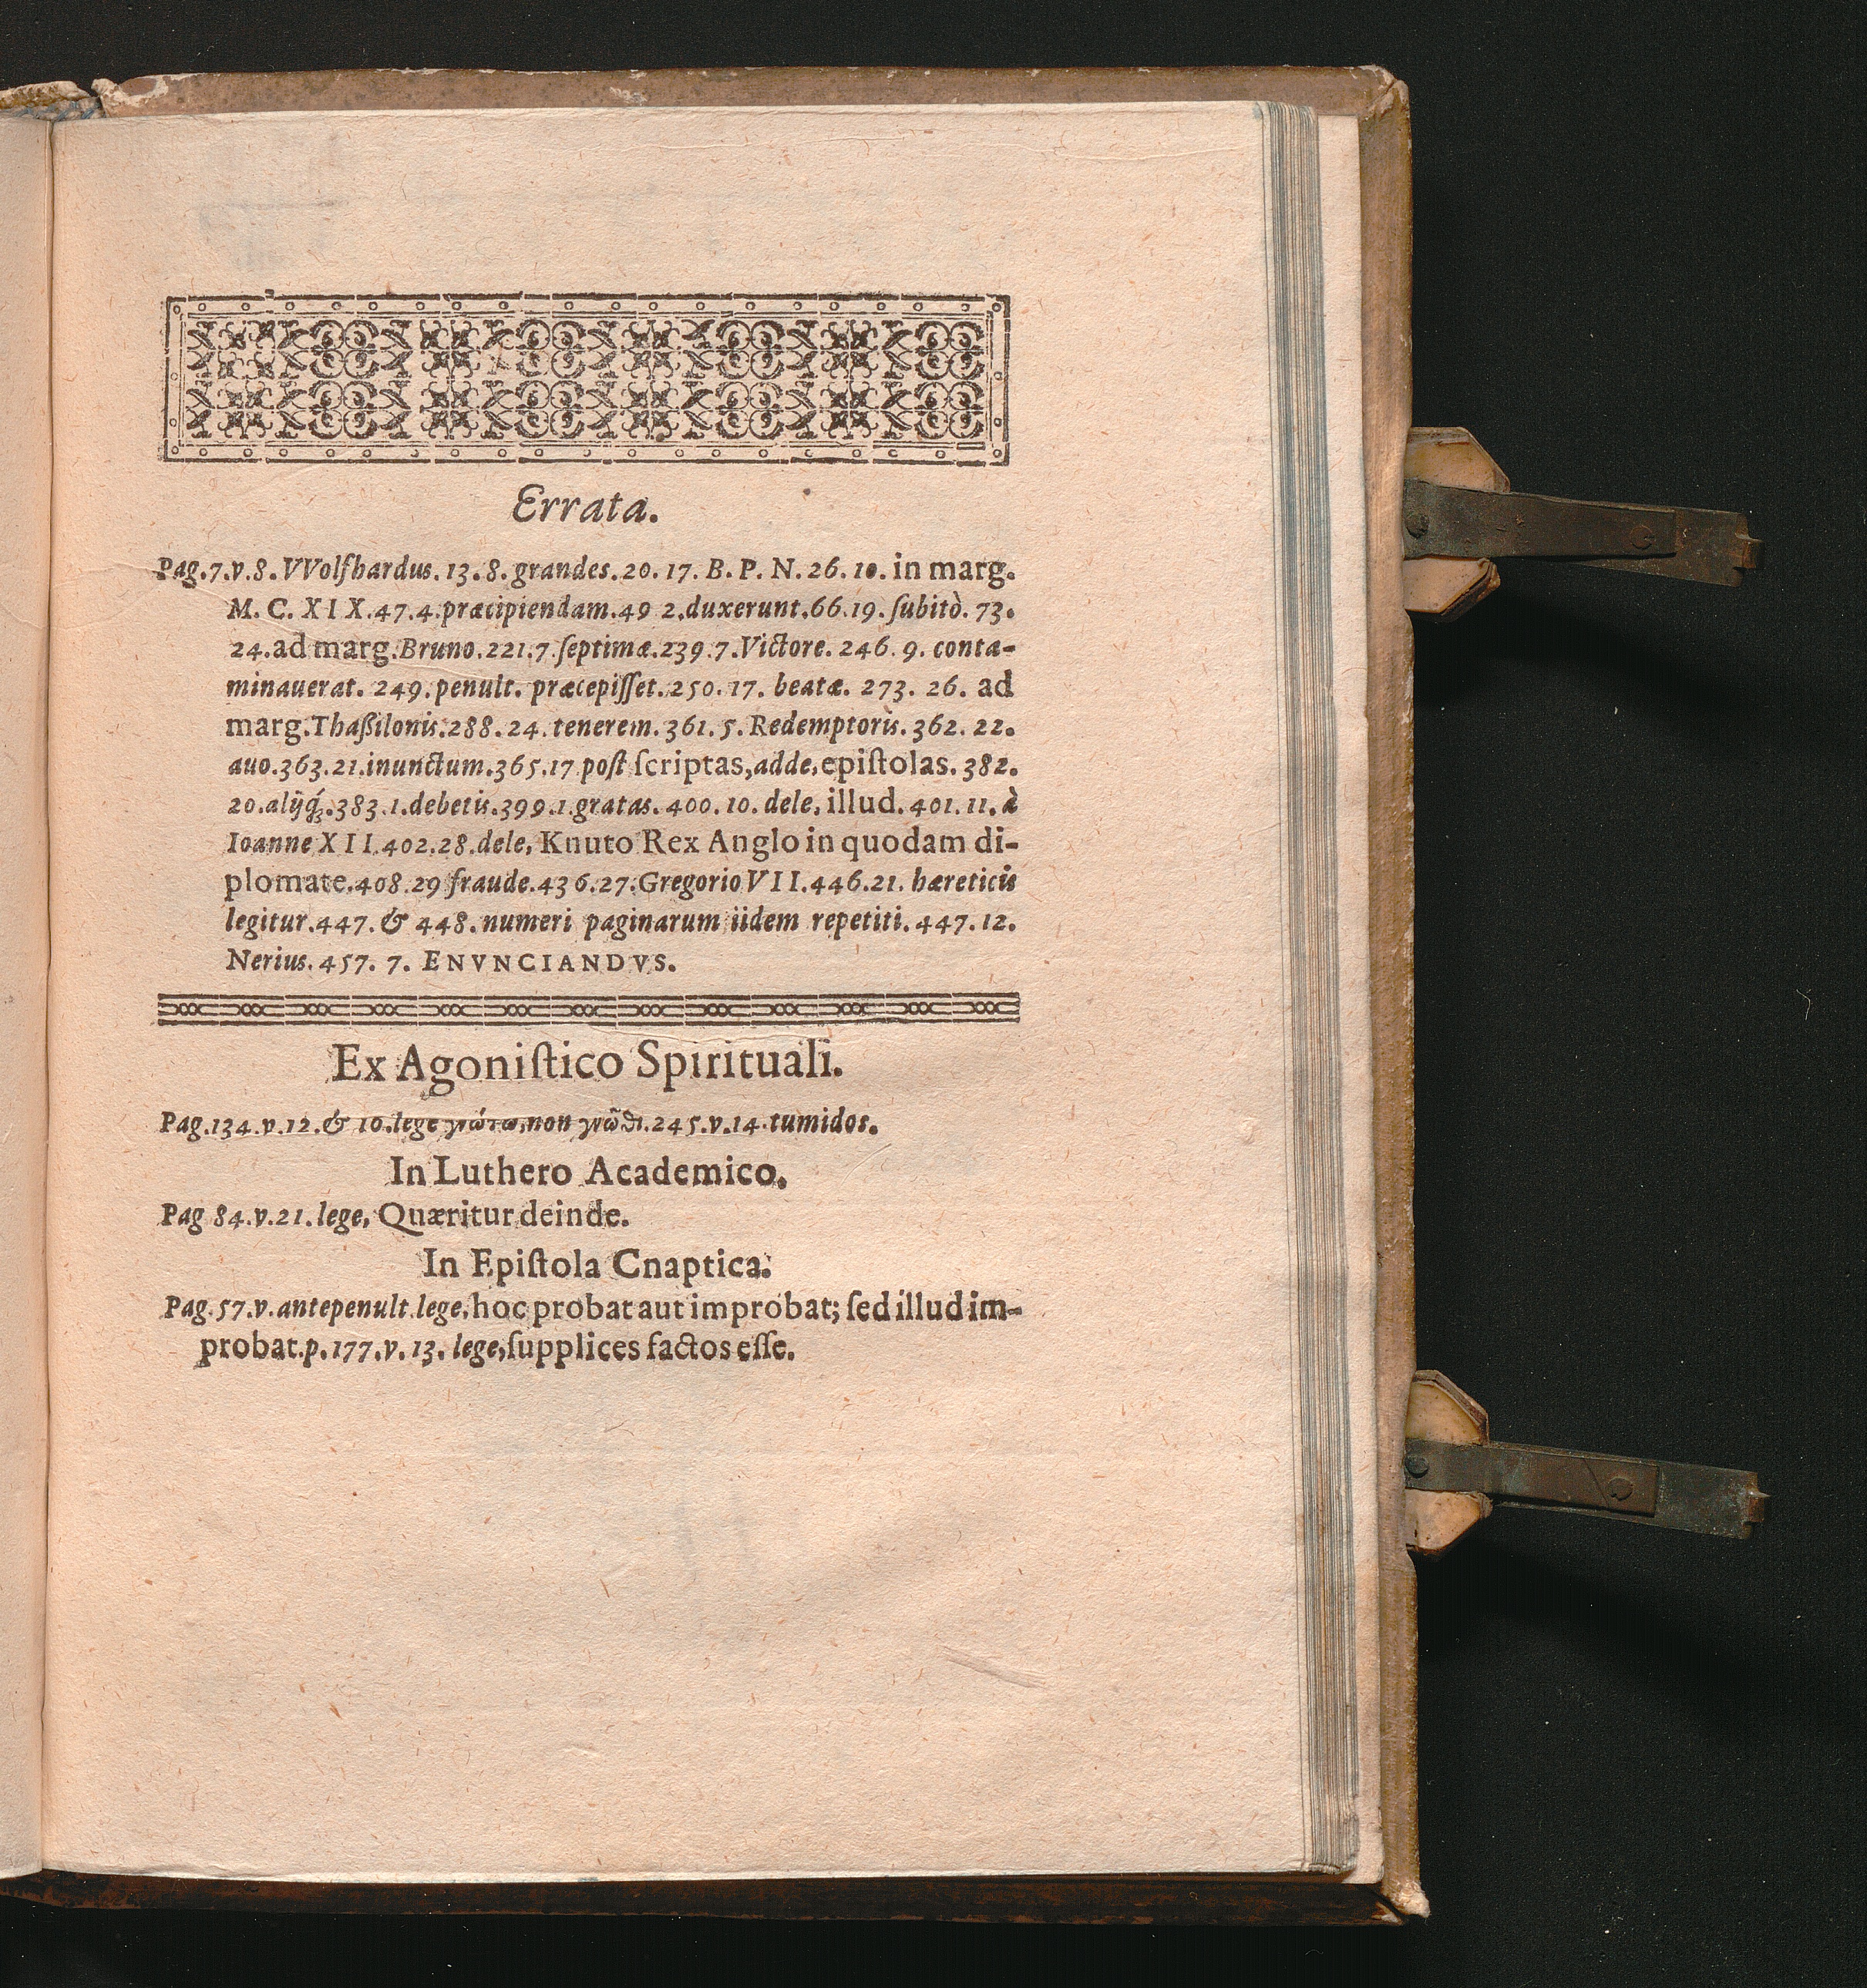 Errata.
Pag.7.v.8.VVolfhardus.13.8.grandes.20.17.B.P.N.26.10.in marg.
M.C.XIX.47.4.præcipiendam.49 2.duxerunt.66.19.ſubitò.73.
24.ad marg.Bruno.221.7.ſeptimæ.239.7.Victore.246.9.conta-
minauerat.249.penult.præcepiſſet.250.17.beatæ.273.26.ad
marg.Thaßilonis.288.24.tenerem.361.5.Redemptoris.362.22.
auo.363.21.inunctum.365.17.poſt ſcriptas,adde,epiſtolas.382.
20.alijq́;.383.1.debetis.399.1.gratas.400.10.dele,illud.401.11.à
Ioanne XII.402.28.dele,Knuto Rex Anglo in quodam di-
plomate.408.29.fraude.436.27.Gregorio VII.446.21.hæreticis
legitur.447.& 448.numeri paginarum iidem repetiti.447.12.
Nerius.457.7.ENVNCIANDVS.
Ex Agoniſtico Spirituali.
Pag.134.v.12.& 10.lege non 245.v.14.tumidos.
In Luthero Academico.
Pag 84.v.21.lege,Quæritur deinde.
In Epiſtola Cnaptica.
Pag.57.v.antepenult.lege,hoc probat aut improbat; ſed illud im-
probat.p.177.v.13.lege,ſupplices factos eſſe.